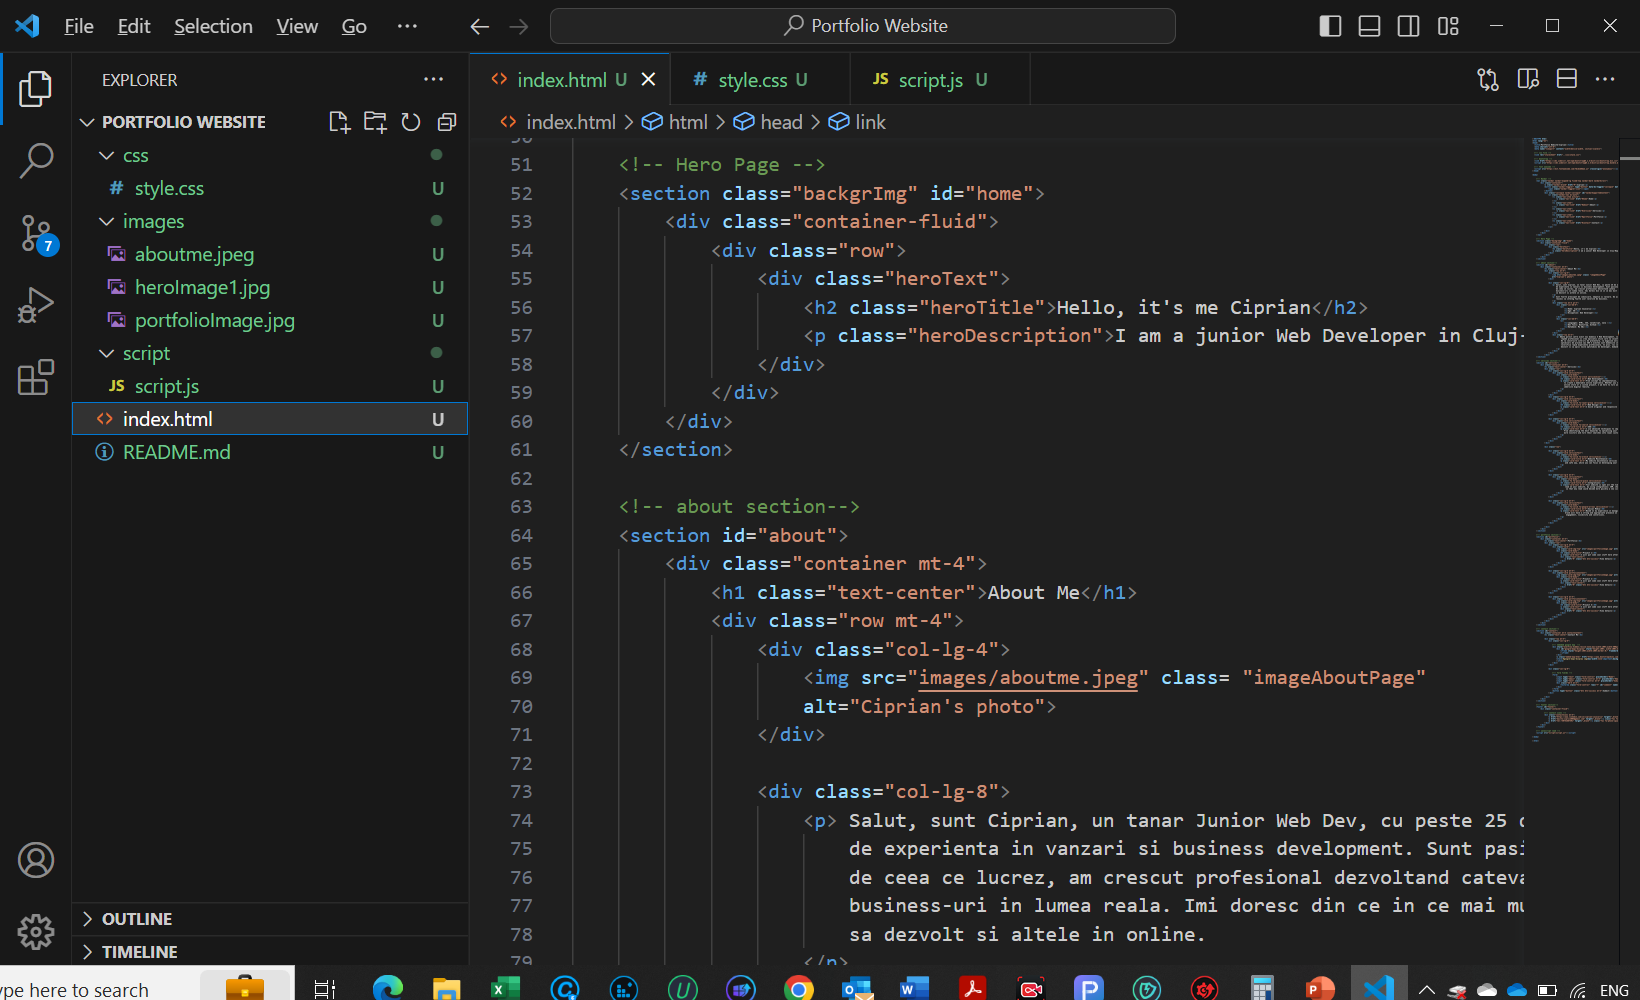 File Edit Selection View Go ··· Portfolio Website
EXPLORER ···
PORTFOLIO WEBSITE
css
# style.css U
images
aboutme.jpeg U
heroImage1.jpg U
portfolioImage.jpg U
script
JS script.js U
<> index.html U
README.md U
7
OUTLINE
TIMELINE
<> index.html U
# style.css U
JS script.js U
<> index.html > html > head > link
51 <!-- Hero Page -->
52 <section class="backgrImg" id="home">
53 <div class="container-fluid">
54 <div class="row">
55 <div class="heroText">
56 <h2 class="heroTitle">Hello, it's me Ciprian</h2>
57 <p class="heroDescription">I am a junior Web Developer in Cluj-
58 </div>
59 </div>
60 </div>
61 </section>
62
63 <!-- about section-->
64 <section id="about">
65 <div class="container mt-4">
66 <h1 class="text-center">About Me</h1>
67 <div class="row mt-4">
68 <div class="col-lg-4">
69 <img src="images/aboutme.jpeg" class= "imageAboutPage"
70 alt="Ciprian's photo">
71 </div>
72
73 <div class="col-lg-8">
74 <p> Salut, sunt Ciprian, un tanar Junior Web Dev, cu peste 25
75 de experienta in vanzari si business development. Sunt pasi
76 de ceea ce lucrez, am crescut profesional dezvoltand cateva
77 business-uri in lumea reala. Imi doresc din ce in ce mai mu
78 sa dezvolt si altele in online.
79 </p>
ype here to search
ENG